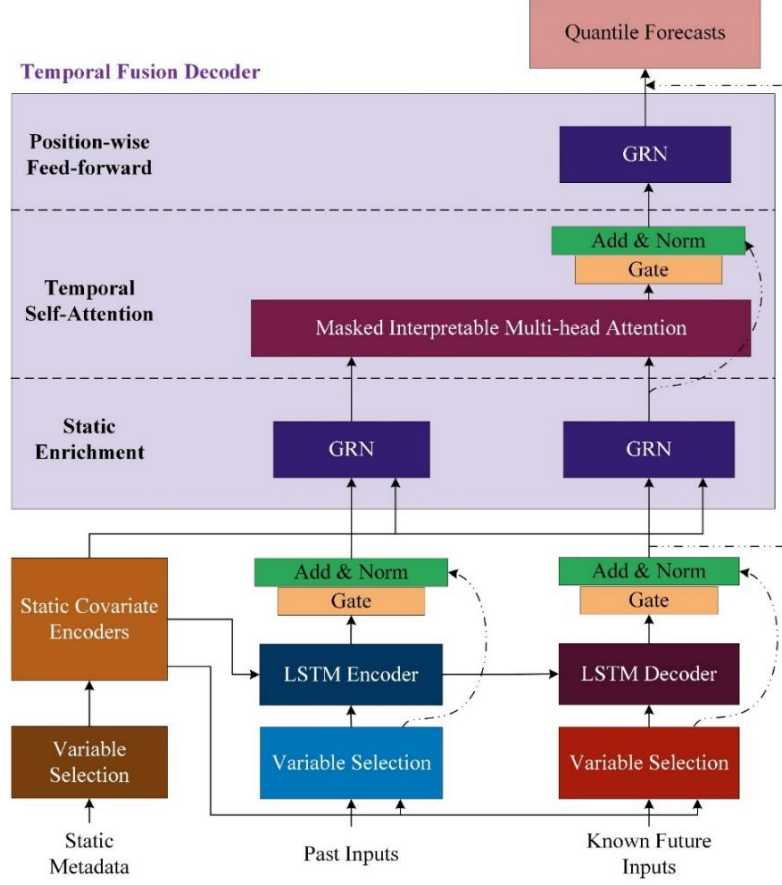 Quantile Forecasts
Temporal Fusion Decoder
Position-wise
Feed-forward
GRN
Add & Norm
Gate
Temporal
Self-Attention
Masked Interpretable Multi-head Attention
Static
Enrichment
GRN
GRN
Static Covariate
Encoders
Add & Norm
Gate
Add & Norm
Gate
LSTM Encoder
LSTM Decoder
Variable
Selection
Variable Selection
Variable Selection
Static
Metadata
Past Inputs
Known Future
Inputs